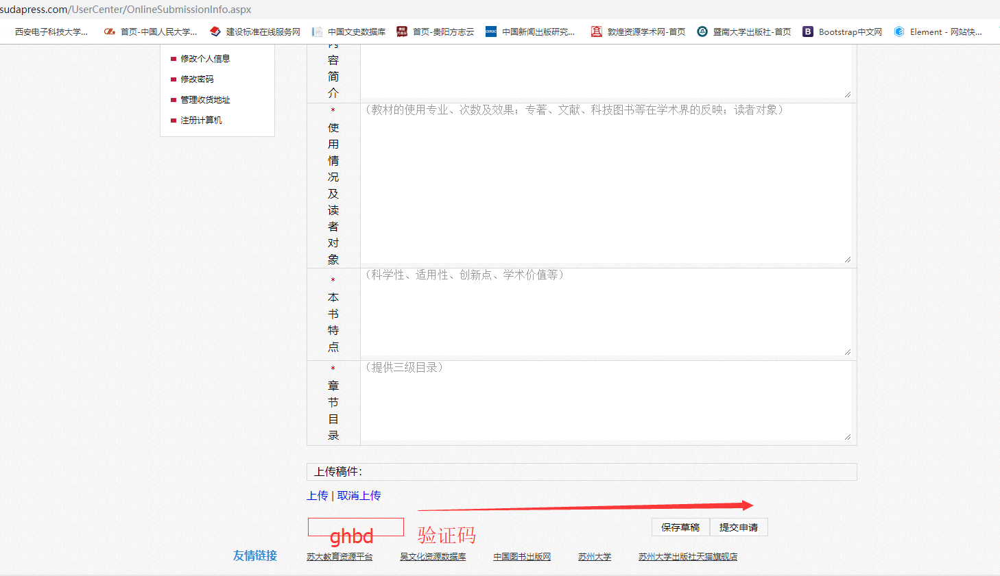 sudapress.com/UserCenter/OnlineSubmissionInfo.aspx
西安电子科技大学... 首页-中国人民大学... 建设标准在线服务网 中国文史数据库 首页-贵阳方志云 中国新闻出版研究... 敦煌资源学术网-首页 暨南大学出版社-首页 Bootstrap中文网 Element - 网站快...
修改个人信息
修改密码
管理收货地址
注册计算机
内
容
简
介
*
使
用
情
况
及
读
者
对
象
（教材的使用专业、次数及效果；专著、文献、科技图书等在学术界的反映；读者对象）
*
本
书
特
点
（科学性、适用性、创新点、学术价值等）
*
章
节
目
录
（提供三级目录）
上传稿件：
上传 | 取消上传
ghbd 验证码 保存草稿 提交申请
友情链接 苏大教育资源平台 吴文化资源数据库 中国图书出版网 苏州大学 苏州大学出版社天猫旗舰店